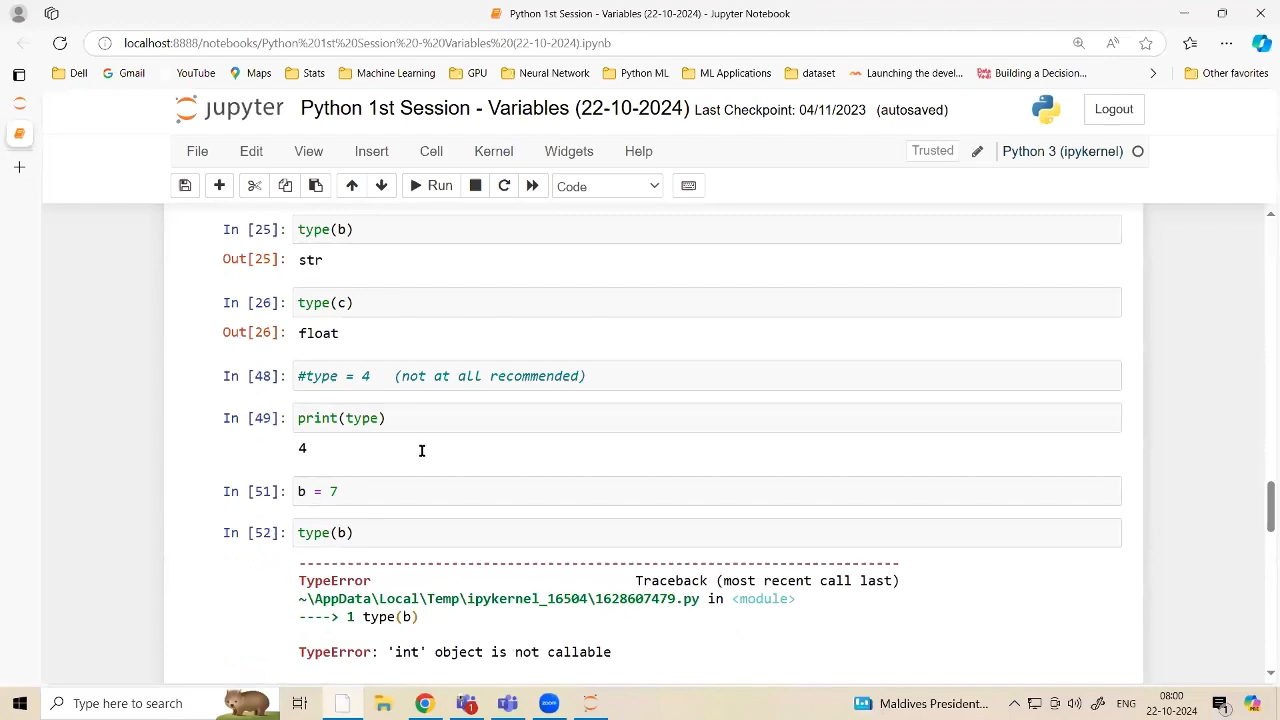 Python 1st Session - Variables (22-10-2024) - Jupyter Notebook
localhost:8888/notebooks/Python%201st%20Session%20-%20Variables%20(22-10-2024).ipynb
Dell Gmail YouTube Maps Stats Machine Learning GPU Neural Network Python ML ML Applications dataset Launching the devel... Building a Decision... Other favorites
jupyter Python 1st Session - Variables (22-10-2024) Last Checkpoint: 04/11/2023 (autosaved) Logout
File Edit View Insert Cell Kernel Widgets Help Trusted Python 3 (ipykernel)
Run Code
In [25]: type(b)
Out[25]: str
In [26]: type(c)
Out[26]: float
In [48]: #type = 4 (not at all recommended)
In [49]: print(type)
4
In [51]: b = 7
In [52]: type(b)
---------------------------------------------------------------------------
TypeError Traceback (most recent call last)
~\AppData\Local\Temp\ipykernel_16504\1628607479.py in <module>
----> 1 type(b)
TypeError: 'int' object is not callable
Type here to search 1 zoom Maldives President... ENG 08:00 1
22-10-2024